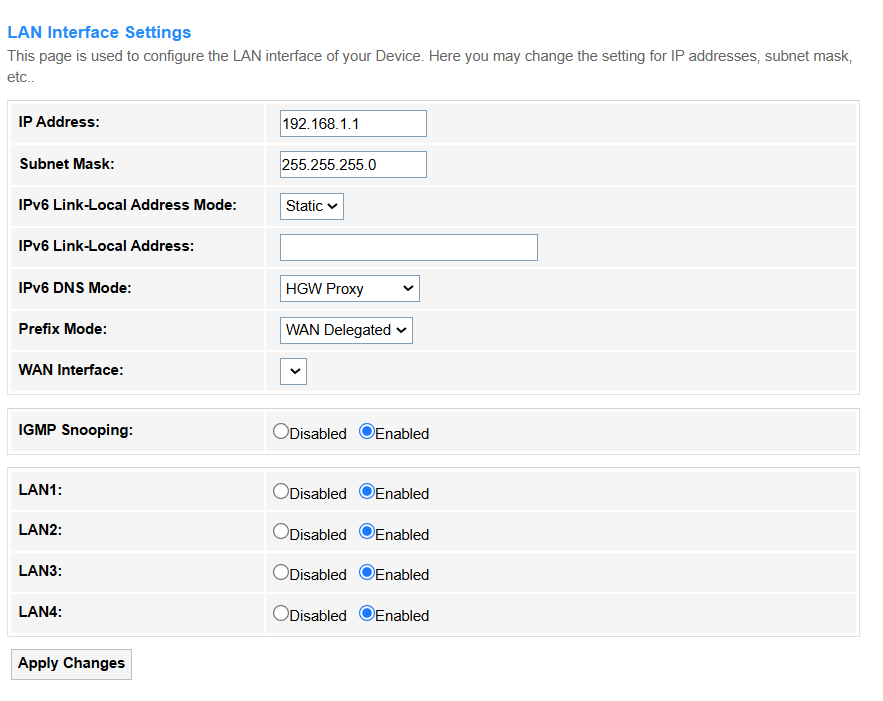 LAN Interface Settings
This page is used to configure the LAN interface of your Device. Here you may change the setting for IP addresses, subnet mask,
etc..
IP Address: 192.168.1.1
Subnet Mask: 255.255.255.0
IPv6 Link-Local Address Mode: Static
IPv6 Link-Local Address:
IPv6 DNS Mode: HGW Proxy
Prefix Mode: WAN Delegated
WAN Interface:
IGMP Snooping: Disabled Enabled
LAN1: Disabled Enabled
LAN2: Disabled Enabled
LAN3: Disabled Enabled
LAN4: Disabled Enabled
Apply Changes